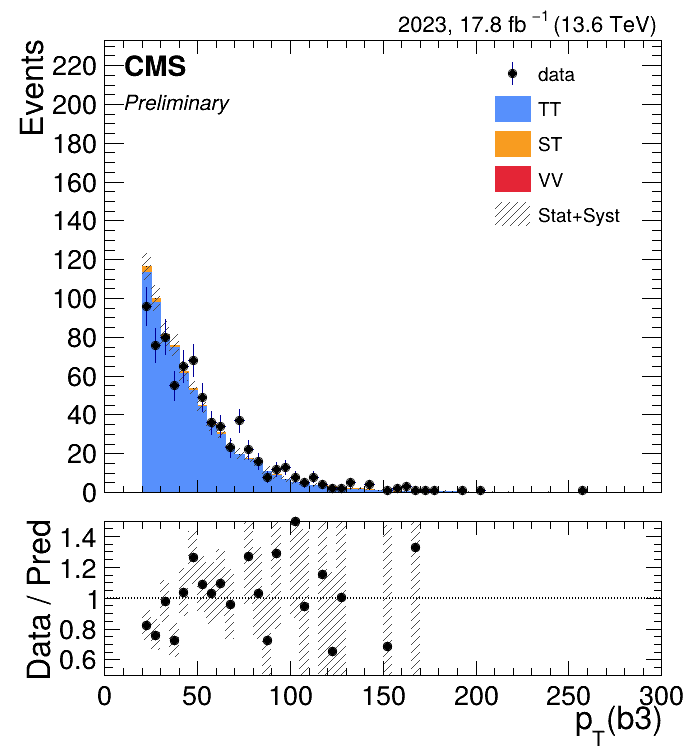 2023, 17.8 fb⁻¹ (13.6 TeV)
CMS
Preliminary
Events
220
200
180
160
140
120
100
80
60
40
20
0
data
TT
ST
VV
Stat+Syst
Data / Pred
1.4
1.2
1
0.8
0.6
0 50 100 150 200 250 300
p_T(b3)